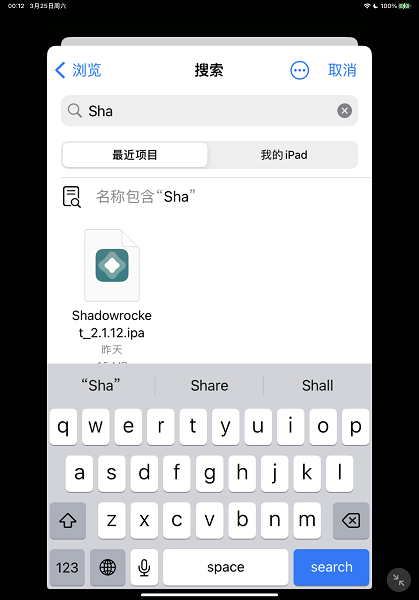 00:12 3月25日周六
100%
浏览
搜索
取消
Sha
最近项目
我的 iPad
名称包含“Sha”
Shadowrocke
t_2.1.12.ipa
昨天
“Sha”
Share
Shall
q w e r t y u i o p
a s d f g h j k l
z x c v b n m
123
space
search